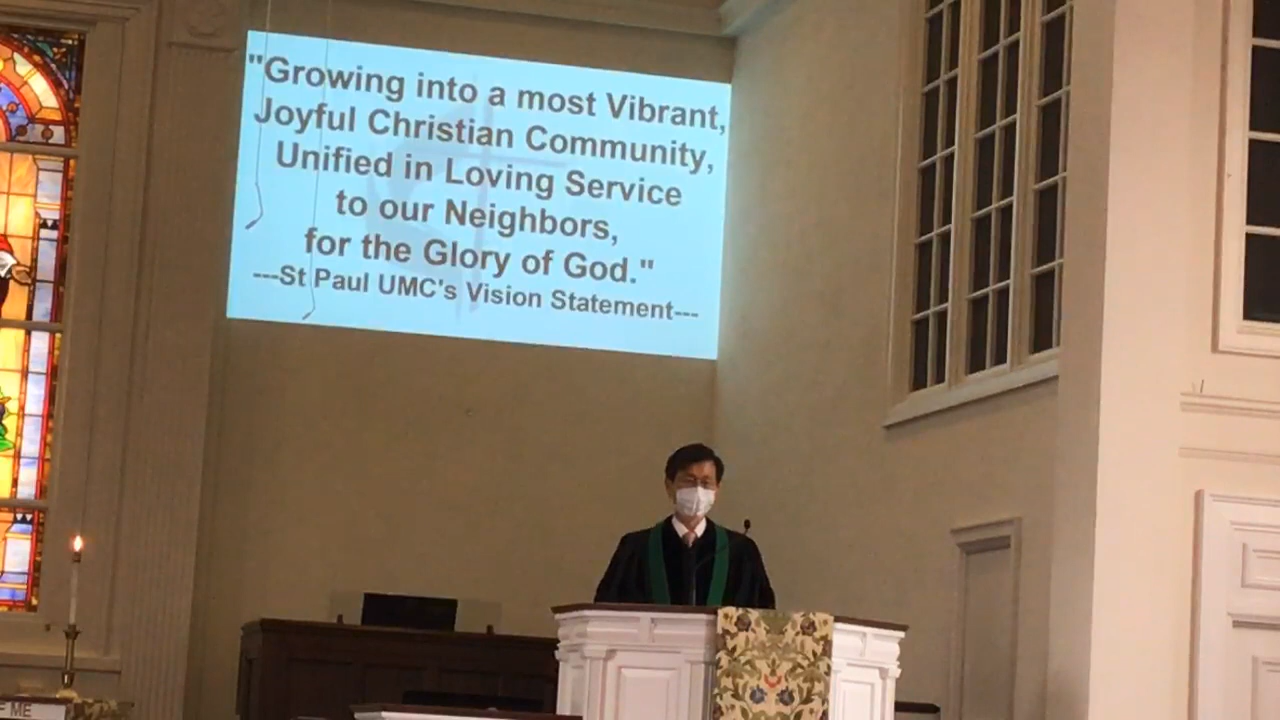 "Growing into a most Vibrant,
Joyful Christian Community,
Unified in Loving Service
to our Neighbors,
for the Glory of God."
---St Paul UMC's Vision Statement---
ME